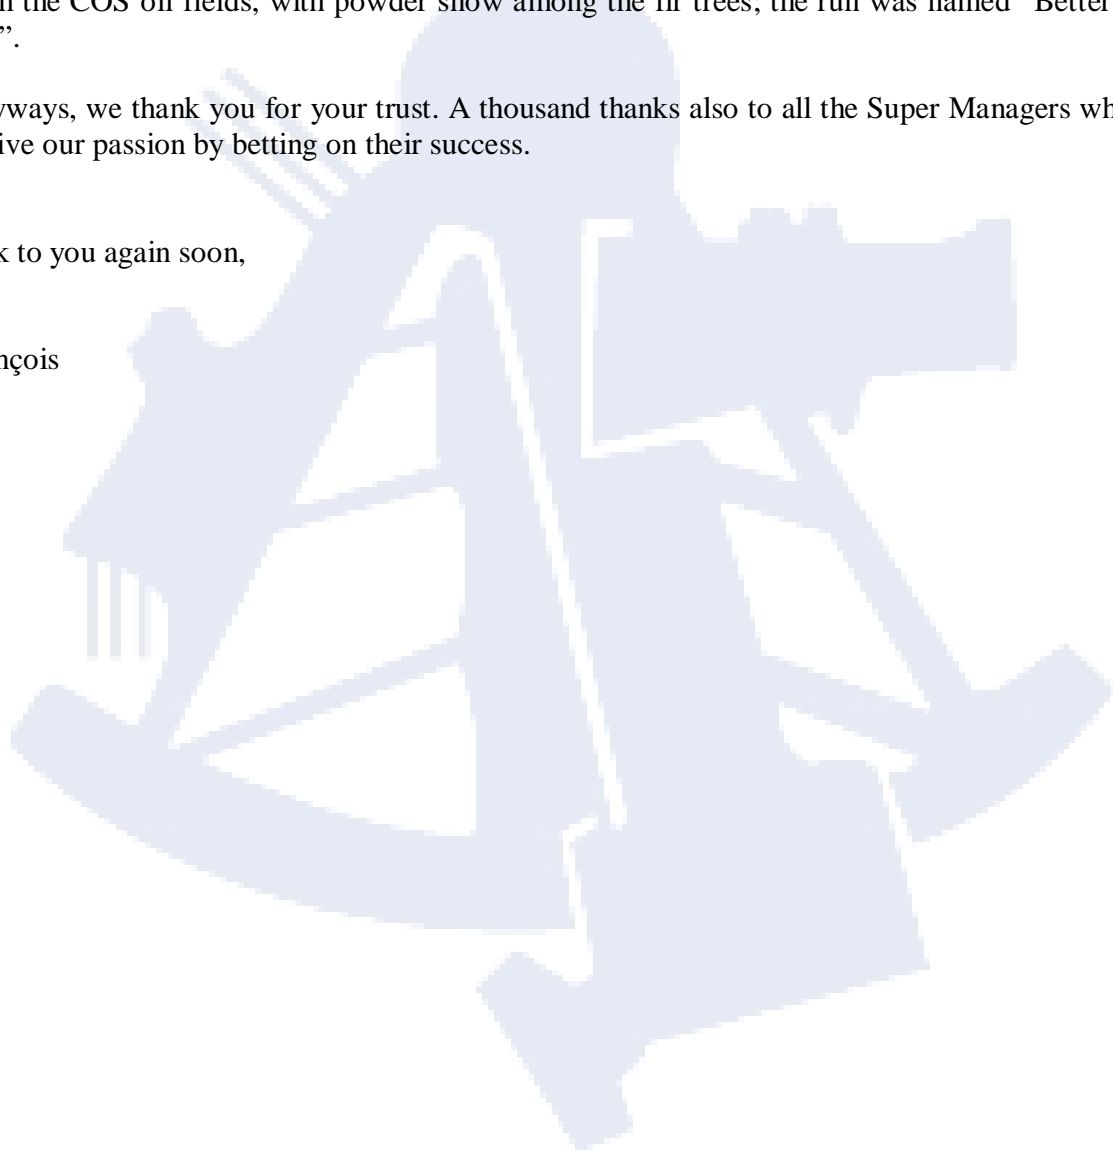 the COS oil fields, with powder snow among the fir trees; the run was named “Better
”.
yways, we thank you for your trust. A thousand thanks also to all the Super Managers wh
ive our passion by betting on their success.
k to you again soon,
nçois